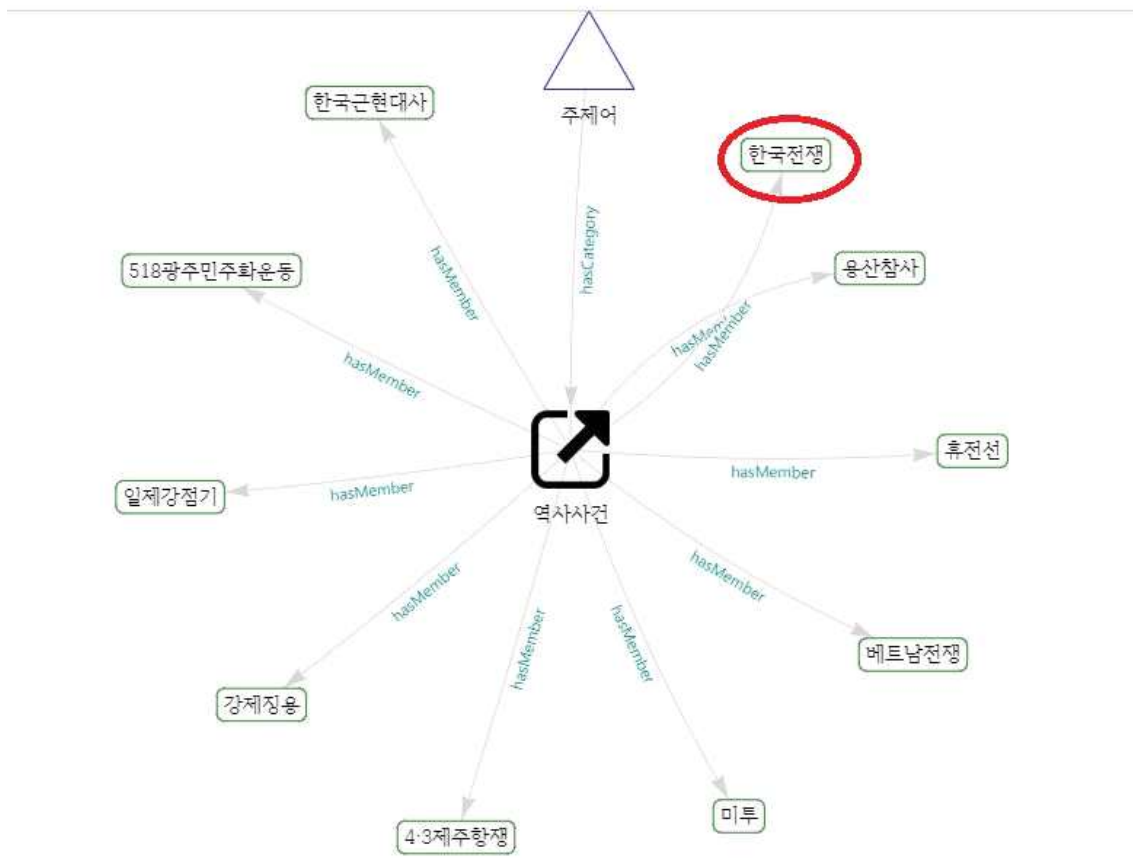 주제어
한국근현대사
한국전쟁
hasCategory
hasMember
518광주민주화운동
용산참사
hasMember
hasMember
hasMember
휴전선
hasMember
일제강점기
hasMember
역사사건
hasMember
hasMember
hasMember
hasMember
베트남전쟁
강제징용
미투
4·3제주항쟁